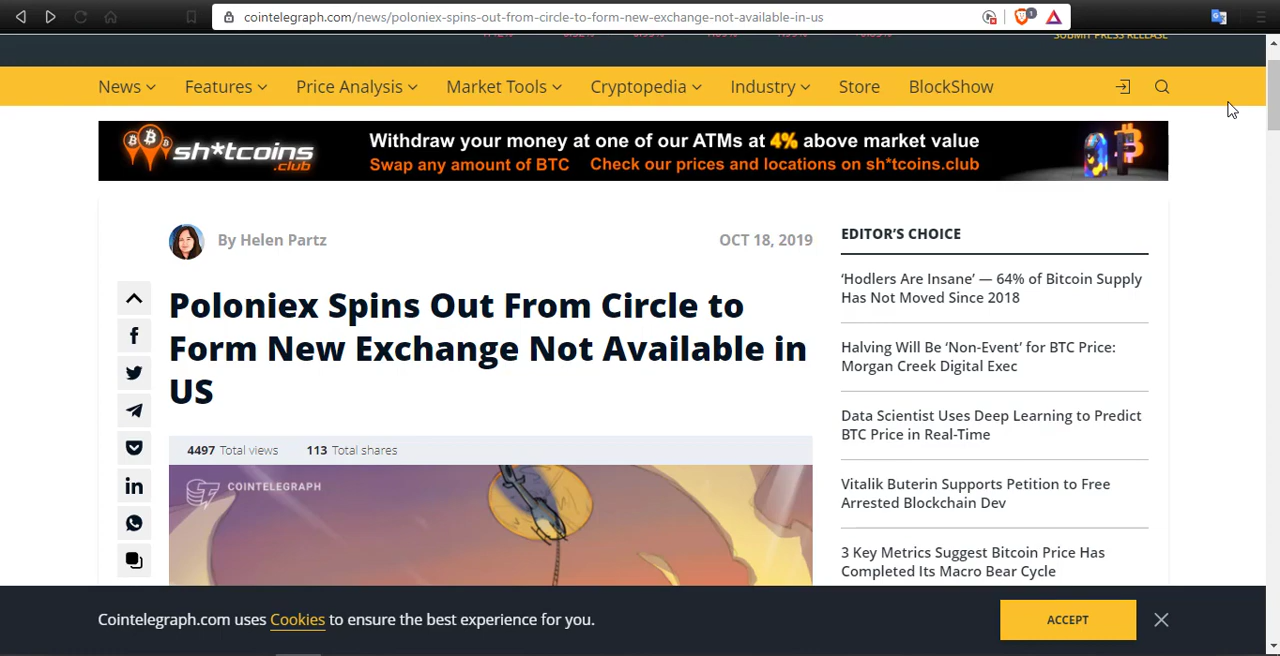 cointelegraph.com/news/poloniex-spins-out-from-circle-to-form-new-exchange-not-available-in-us
1
SUBMIT PRESS RELEASE
News
Features
Price Analysis
Market Tools
Cryptopedia
Industry
Store
BlockShow
sh*tcoins
.club
Withdraw your money at one of our ATMs at 4% above market value
Swap any amount of BTC Check our prices and locations on sh*tcoins.club
By Helen Partz
OCT 18, 2019
Poloniex Spins Out From Circle to
Form New Exchange Not Available in
US
4497 Total views 113 Total shares
COINTELEGRAPH
EDITOR'S CHOICE
‘Hodlers Are Insane’ — 64% of Bitcoin Supply
Has Not Moved Since 2018
Halving Will Be ‘Non-Event’ for BTC Price:
Morgan Creek Digital Exec
Data Scientist Uses Deep Learning to Predict
BTC Price in Real-Time
Vitalik Buterin Supports Petition to Free
Arrested Blockchain Dev
3 Key Metrics Suggest Bitcoin Price Has
Completed Its Macro Bear Cycle
Cointelegraph.com uses Cookies to ensure the best experience for you.
ACCEPT